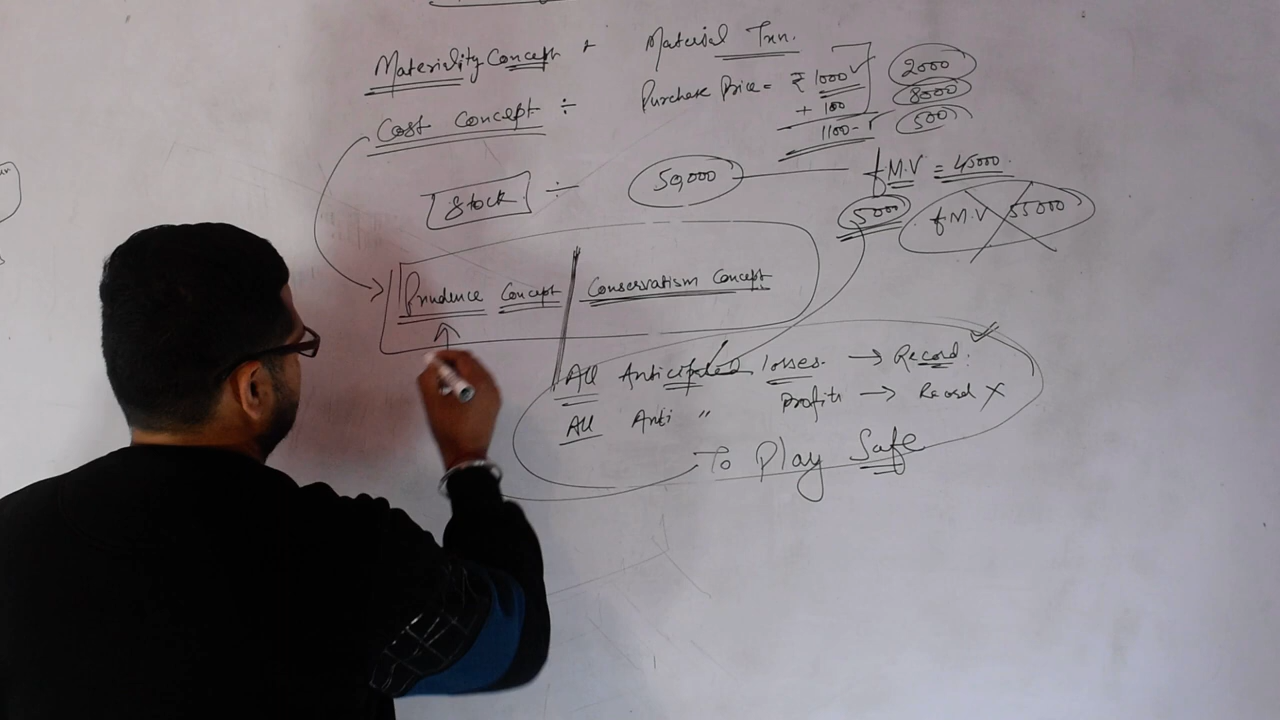 Materiality Concept ÷ Material Txn.
Cost Concept ÷ Purchase Price = ₹ 1000 2000
+ 100 8000
1100 500
Stock ÷ 50,000 F.M.V = 45000.
5000 F.M.V 55000
Prudence Concept Conservatism Concept
All Anticipated losses. → Record.
All Anti " Profits → Record X
To Play Safe